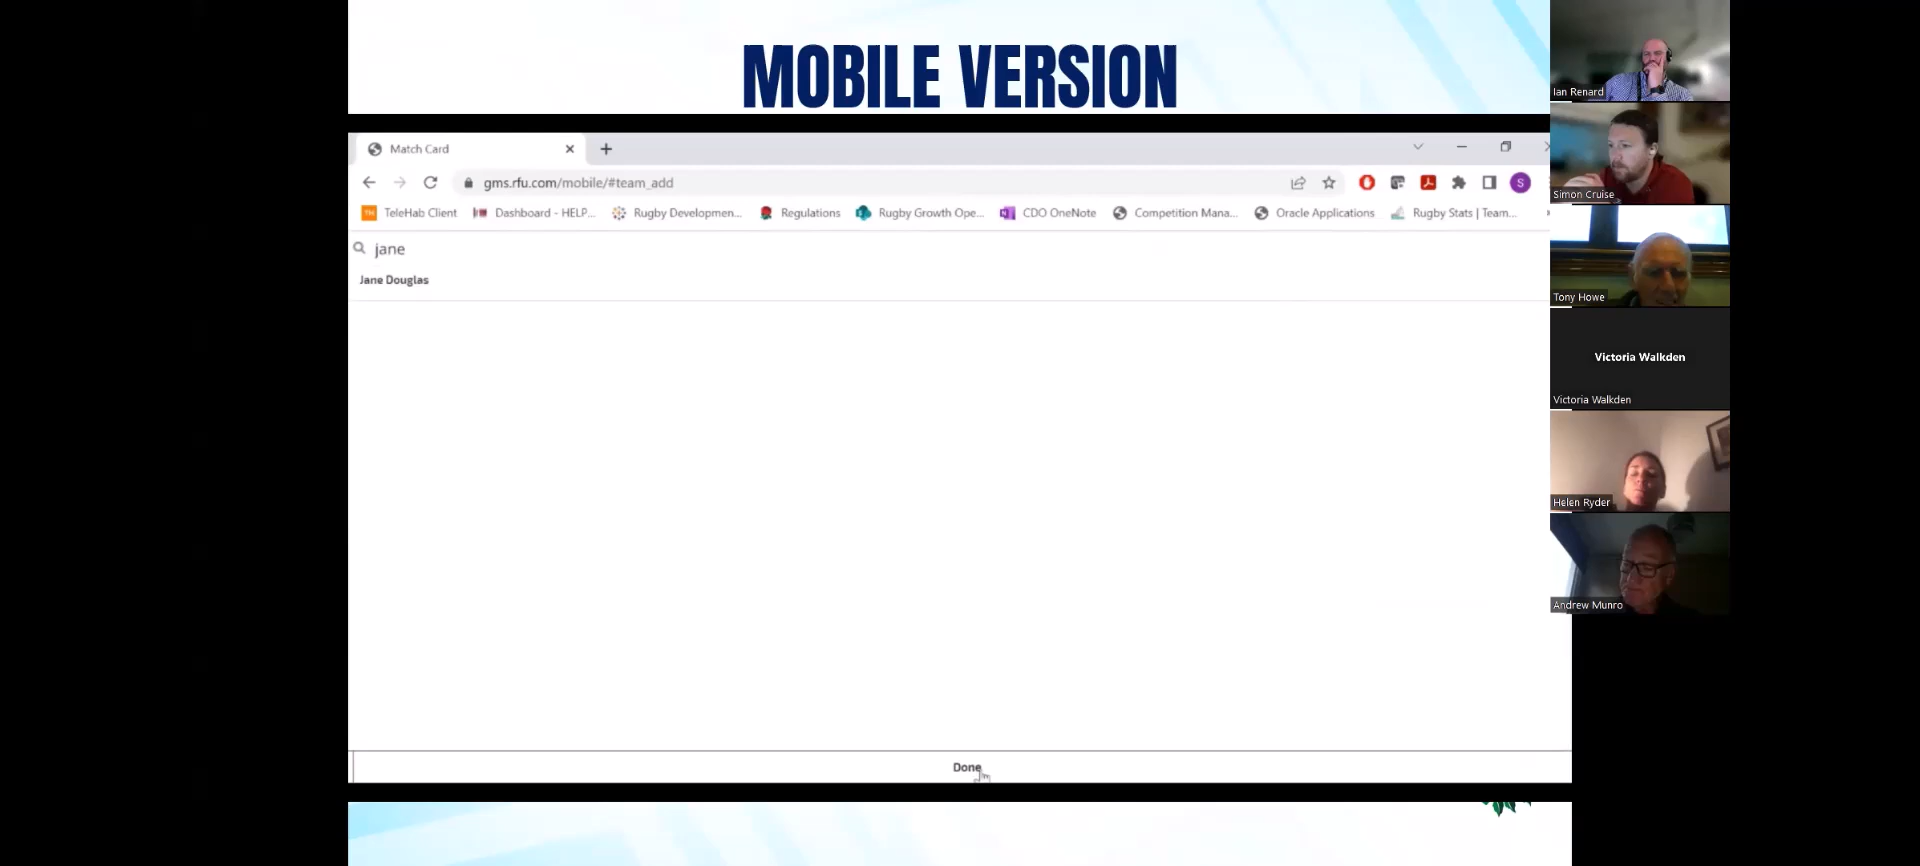 MOBILE VERSION
Match Card
gms.rfu.com/mobile/#team_add
S
TM TeleHab Client Dashboard - HELP... Rugby Developmen... Regulations Rugby Growth Ope... CDO OneNote Competition Mana... Oracle Applications Rugby Stats | Team...
jane
Jane Douglas
Done
Ian Renard
Simon Cruise
Tony Howe
Victoria Walkden
Victoria Walkden
Helen Ryder
Andrew Munro